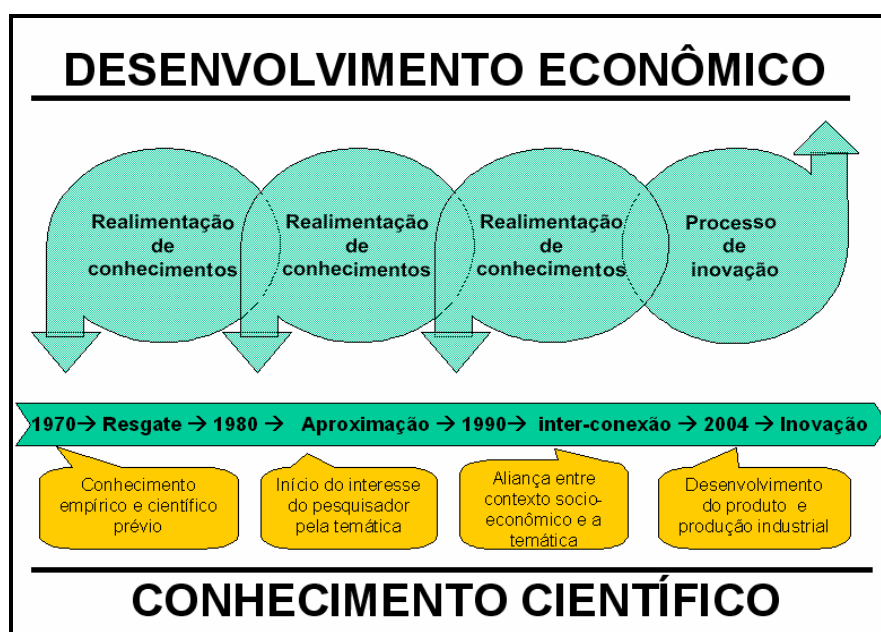 DESENVOLVIMENTO ECONÔMICO
Realimentação
de
conhecimentos
Realimentação
de
conhecimentos
Realimentação
de
conhecimentos
Processo
de
inovação
1970→ Resgate → 1980 → Aproximação → 1990→ inter-conexão → 2004 → Inovação
Conhecimento
empírico e científico
prévio
Início do interesse
do pesquisador
pela temática
Aliança entre
contexto socio-
econômico e a
temática
Desenvolvimento
do produto e
produção industrial
CONHECIMENTO CIENTÍFICO